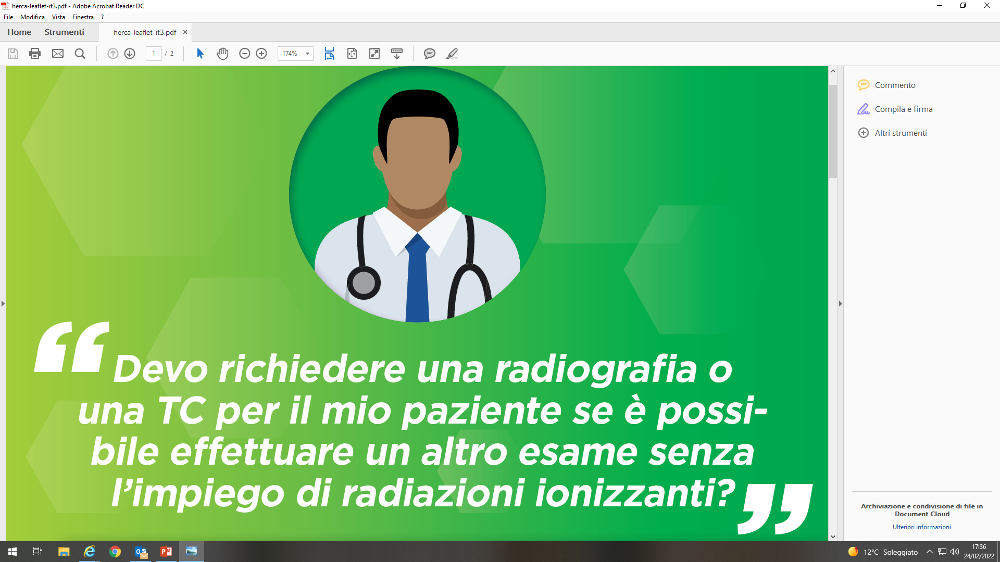 herca-leaflet-it3.pdf - Adobe Acrobat Reader DC
File Modifica Vista Finestra ?
Home Strumenti herca-leaflet-it3.pdf
1 / 2 174%
Commento
Compila e firma
Altri strumenti
“Devo richiedere una radiografia o
una TC per il mio paziente se è possi-
bile effettuare un altro esame senza
l’impiego di radiazioni ionizzanti?”
Archiviazione e condivisione di file in
Document Cloud
Ulteriori informazioni
12°C Soleggiato
17:36
24/02/2022